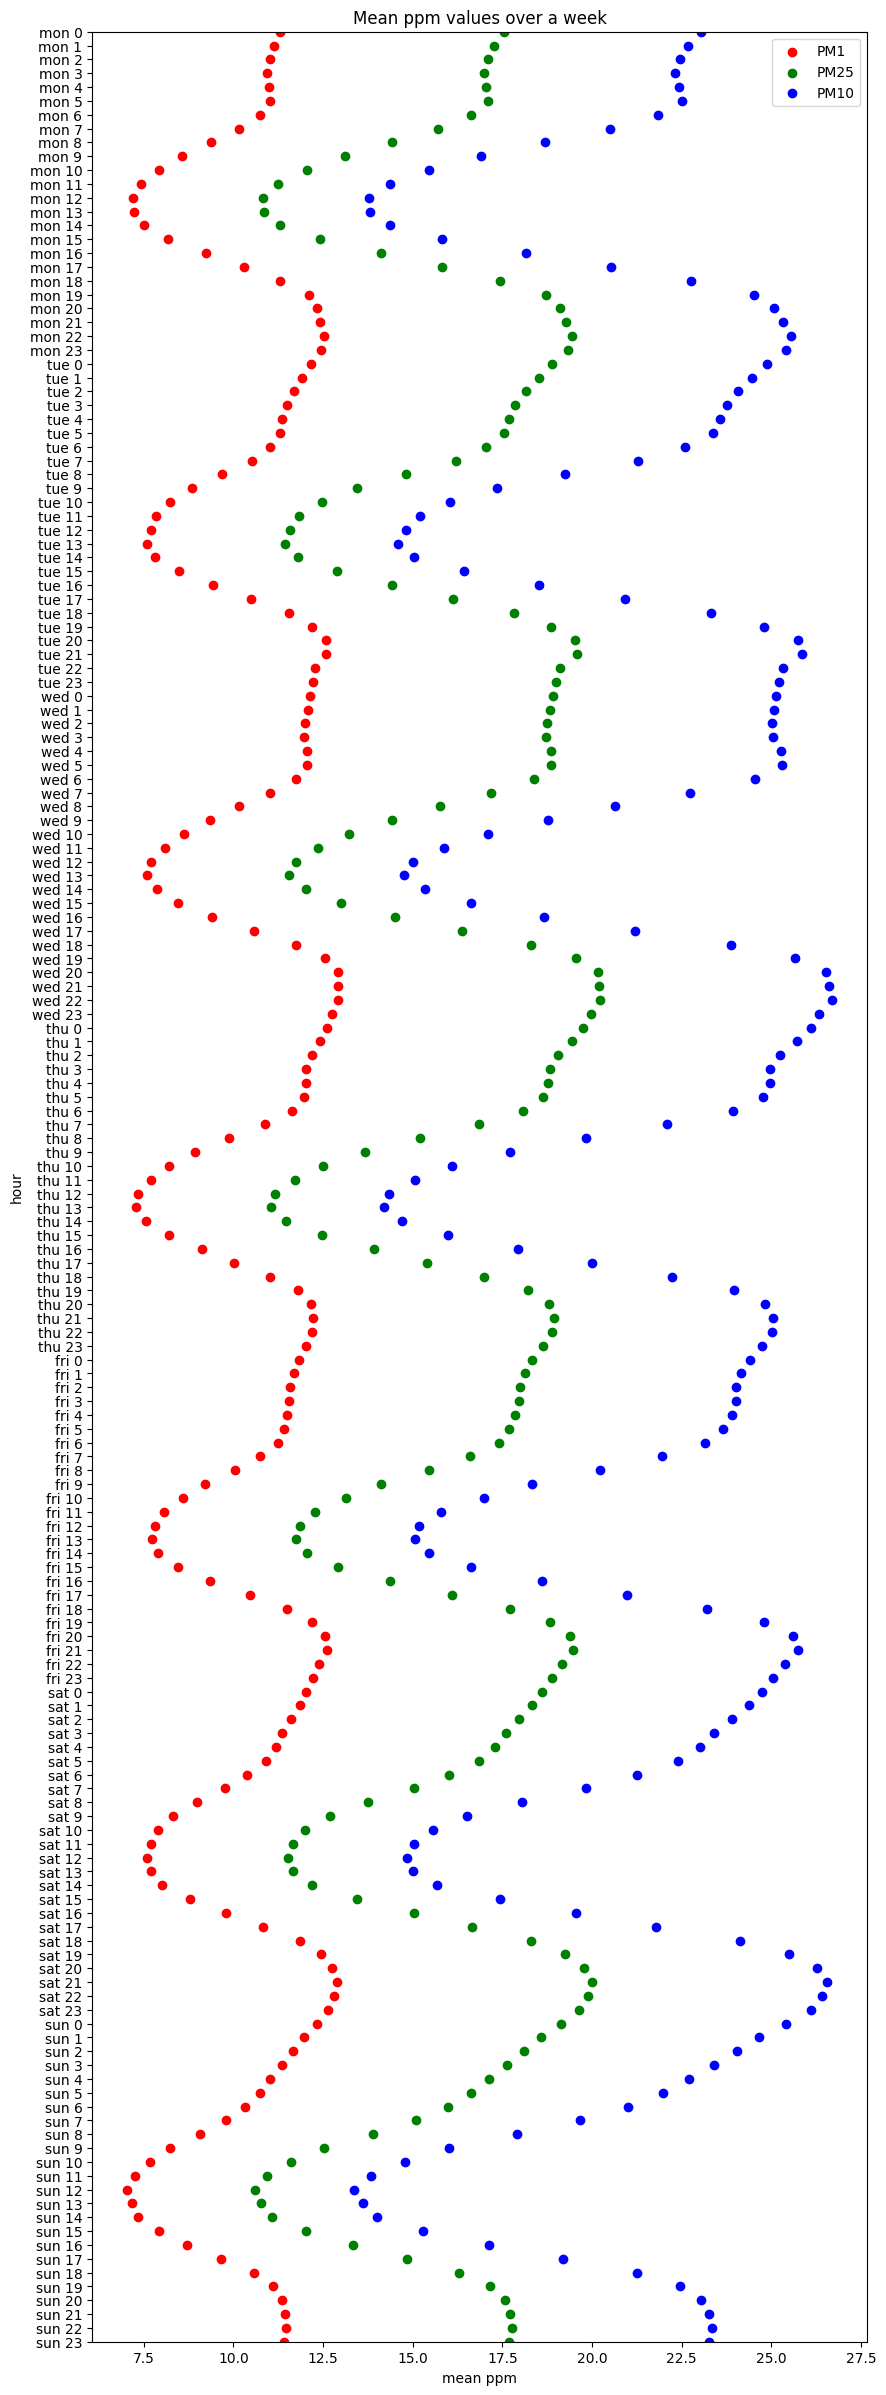 Mean ppm values over a week
PM1
PM25
PM10
mon 0
mon 1
mon 2
mon 3
mon 4
mon 5
mon 6
mon 7
mon 8
mon 9
mon 10
mon 11
mon 12
mon 13
mon 14
mon 15
mon 16
mon 17
mon 18
mon 19
mon 20
mon 21
mon 22
mon 23
tue 0
tue 1
tue 2
tue 3
tue 4
tue 5
tue 6
tue 7
tue 8
tue 9
tue 10
tue 11
tue 12
tue 13
tue 14
tue 15
tue 16
tue 17
tue 18
tue 19
tue 20
tue 21
tue 22
tue 23
wed 0
wed 1
wed 2
wed 3
wed 4
wed 5
wed 6
wed 7
wed 8
wed 9
wed 10
wed 11
wed 12
wed 13
wed 14
wed 15
wed 16
wed 17
wed 18
wed 19
wed 20
wed 21
wed 22
wed 23
thu 0
thu 1
thu 2
thu 3
thu 4
thu 5
thu 6
thu 7
thu 8
thu 9
thu 10
thu 11
thu 12
thu 13
thu 14
thu 15
thu 16
thu 17
thu 18
thu 19
thu 20
thu 21
thu 22
thu 23
fri 0
fri 1
fri 2
fri 3
fri 4
fri 5
fri 6
fri 7
fri 8
fri 9
fri 10
fri 11
fri 12
fri 13
fri 14
fri 15
fri 16
fri 17
fri 18
fri 19
fri 20
fri 21
fri 22
fri 23
sat 0
sat 1
sat 2
sat 3
sat 4
sat 5
sat 6
sat 7
sat 8
sat 9
sat 10
sat 11
sat 12
sat 13
sat 14
sat 15
sat 16
sat 17
sat 18
sat 19
sat 20
sat 21
sat 22
sat 23
sun 0
sun 1
sun 2
sun 3
sun 4
sun 5
sun 6
sun 7
sun 8
sun 9
sun 10
sun 11
sun 12
sun 13
sun 14
sun 15
sun 16
sun 17
sun 18
sun 19
sun 20
sun 21
sun 22
sun 23
hour
7.5 10.0 12.5 15.0 17.5 20.0 22.5 25.0 27.5
mean ppm